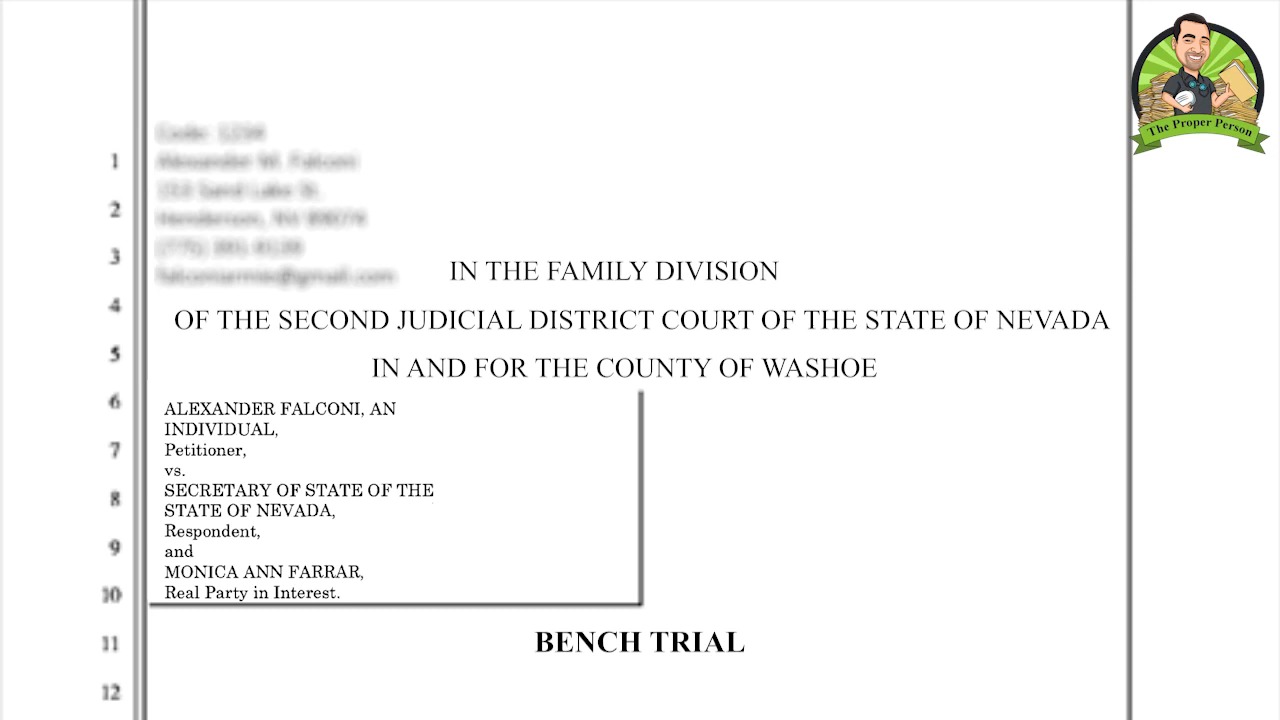 The Proper Person
1
2
3
IN THE FAMILY DIVISION
4
OF THE SECOND JUDICIAL DISTRICT COURT OF THE STATE OF NEVADA
5
IN AND FOR THE COUNTY OF WASHOE
6
ALEXANDER FALCONI, AN
INDIVIDUAL,
7
Petitioner,
vs.
8
SECRETARY OF STATE OF THE
STATE OF NEVADA,
Respondent,
9
and
MONICA ANN FARRAR,
10
Real Party in Interest.
11
BENCH TRIAL
12